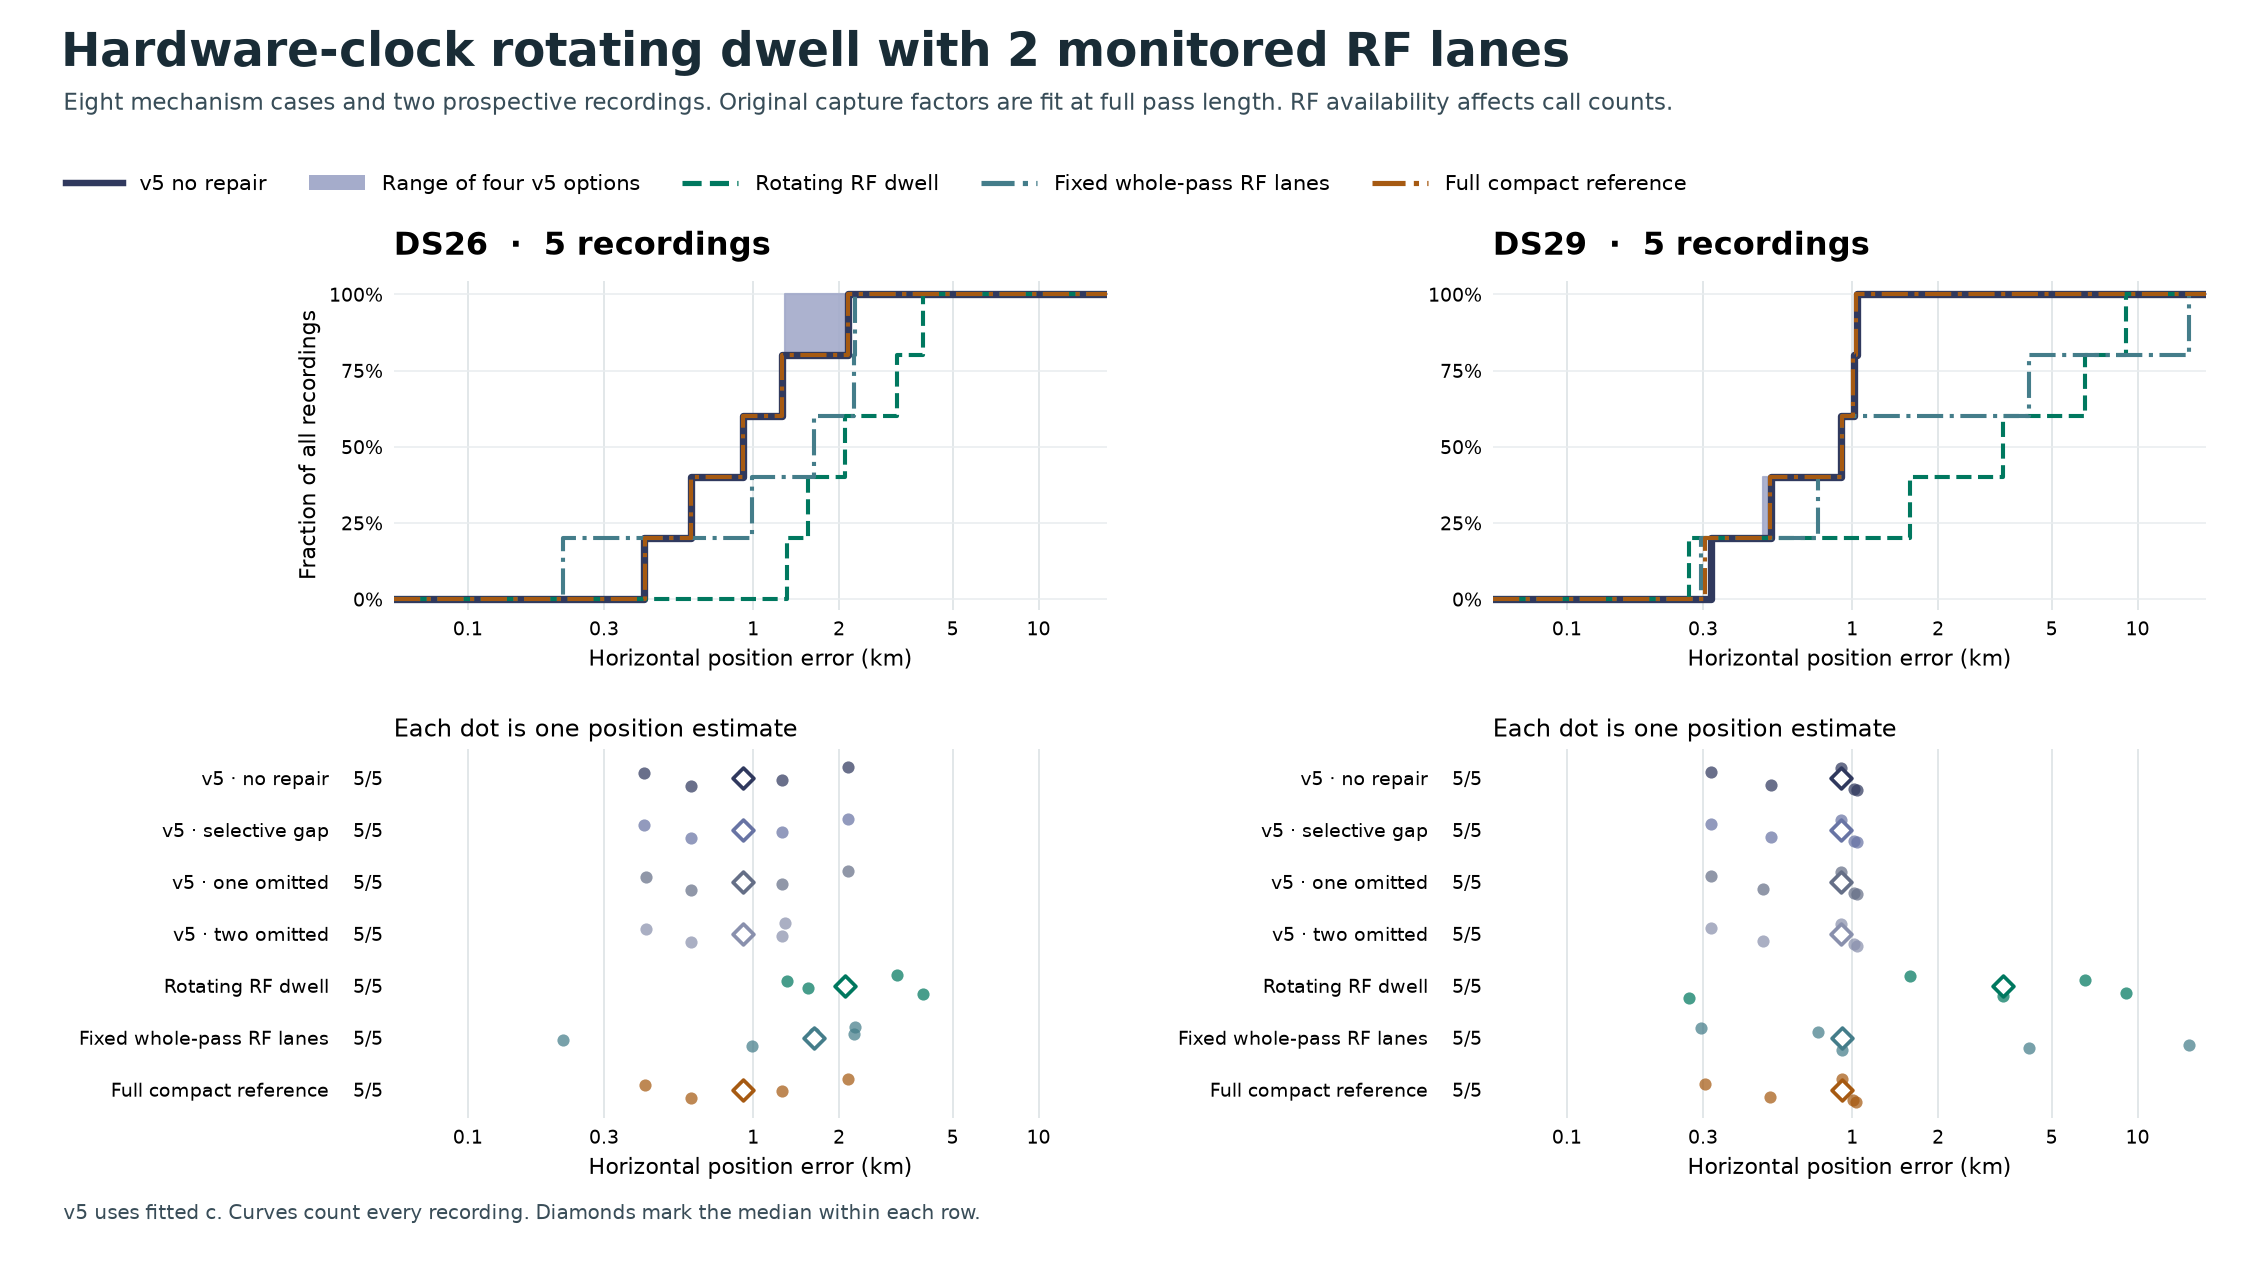 Hardware-clock rotating dwell with 2 monitored RF lanes
Eight mechanism cases and two prospective recordings. Original capture factors are fit at full pass length. RF availability affects call counts.
v5 no repair
Range of four v5 options
Rotating RF dwell
Fixed whole-pass RF lanes
Full compact reference
DS26 · 5 recordings
Fraction of all recordings
100%
75%
50%
25%
0%
0.1 0.3 1 2 5 10
Horizontal position error (km)
DS29 · 5 recordings
100%
75%
50%
25%
0%
0.1 0.3 1 2 5 10
Horizontal position error (km)
Each dot is one position estimate
v5 · no repair 5/5
v5 · selective gap 5/5
v5 · one omitted 5/5
v5 · two omitted 5/5
Rotating RF dwell 5/5
Fixed whole-pass RF lanes 5/5
Full compact reference 5/5
0.1 0.3 1 2 5 10
Horizontal position error (km)
Each dot is one position estimate
v5 · no repair 5/5
v5 · selective gap 5/5
v5 · one omitted 5/5
v5 · two omitted 5/5
Rotating RF dwell 5/5
Fixed whole-pass RF lanes 5/5
Full compact reference 5/5
0.1 0.3 1 2 5 10
Horizontal position error (km)
v5 uses fitted c. Curves count every recording. Diamonds mark the median within each row.